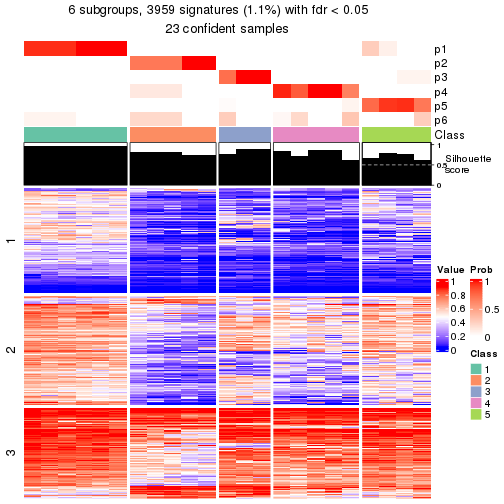 6 subgroups, 3959 signatures (1.1%) with fdr < 0.05
23 confident samples
p1
p2
p3
p4
p5
p6
Class
1
0.5
0
Silhouette
score
1
2
3
Value
1
0.8
0.6
0.4
0.2
0
Prob
1
0.5
0
Class
1
2
3
4
5